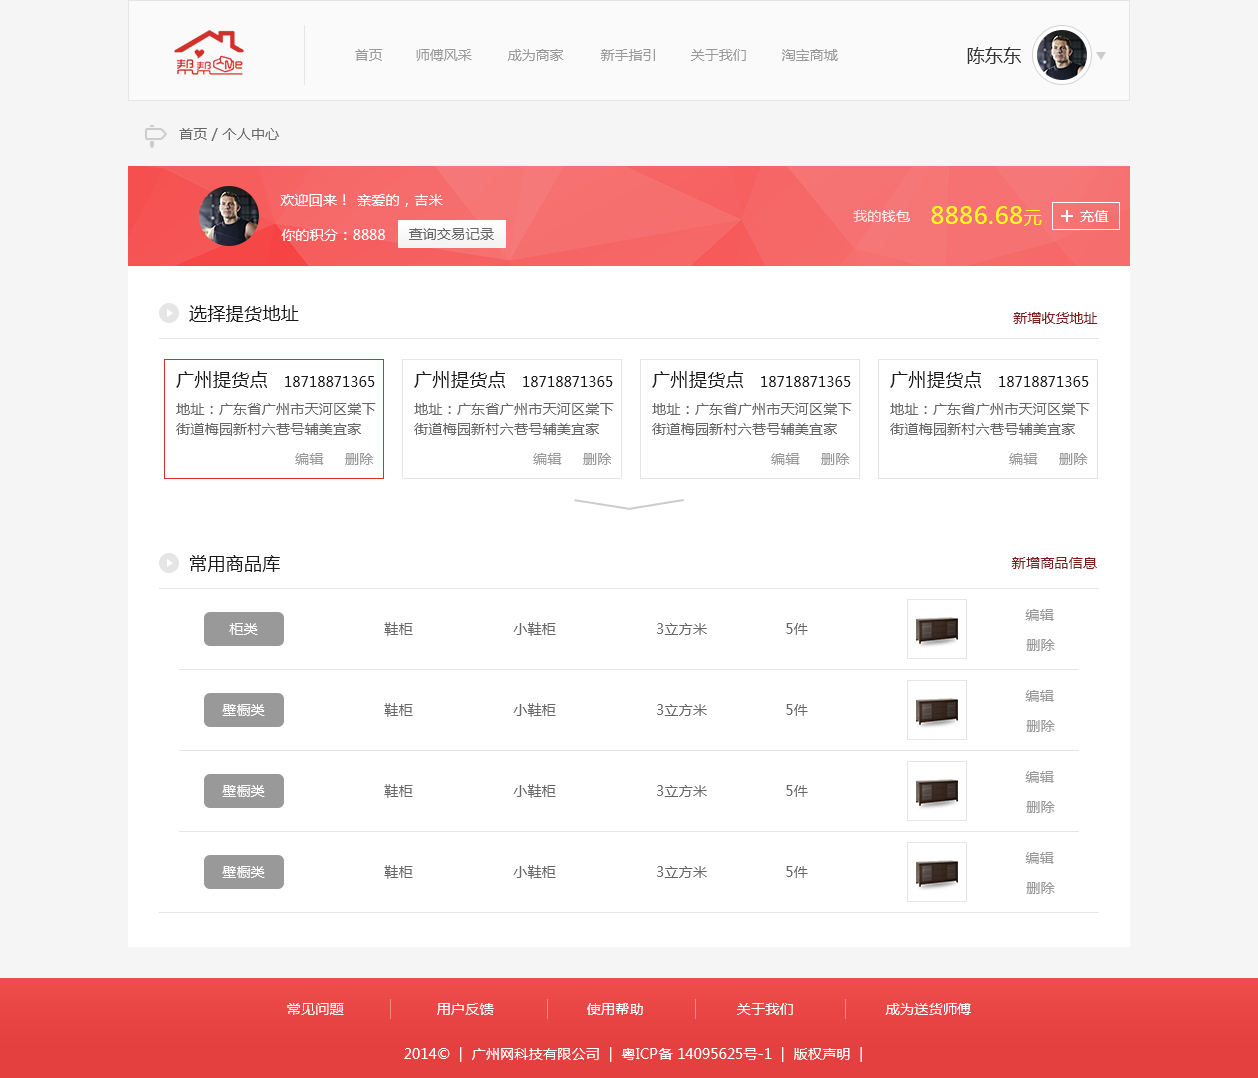 帮帮 Me
首页 师傅风采 成为商家 新手指引 关于我们 淘宝商城 陈东东
首页 / 个人中心
欢迎回来！ 亲爱的，吉米
你的积分：8888 查询交易记录
我的钱包 8886.68元 + 充值
选择提货地址
新增收货地址
广州提货点 18718871365
地址：广东省广州市天河区棠下
街道梅园新村六巷号辅美宜家
编辑 删除
广州提货点 18718871365
地址：广东省广州市天河区棠下
街道梅园新村六巷号辅美宜家
编辑 删除
广州提货点 18718871365
地址：广东省广州市天河区棠下
街道梅园新村六巷号辅美宜家
编辑 删除
广州提货点 18718871365
地址：广东省广州市天河区棠下
街道梅园新村六巷号辅美宜家
编辑 删除
常用商品库
新增商品信息
柜类 鞋柜 小鞋柜 3立方米 5件
编辑
删除
壁橱类 鞋柜 小鞋柜 3立方米 5件
编辑
删除
壁橱类 鞋柜 小鞋柜 3立方米 5件
编辑
删除
壁橱类 鞋柜 小鞋柜 3立方米 5件
编辑
删除
常见问题 用户反馈 使用帮助 关于我们 成为送货师傅
2014© | 广州网科技有限公司 | 粤ICP备 14095625号-1 | 版权声明 |